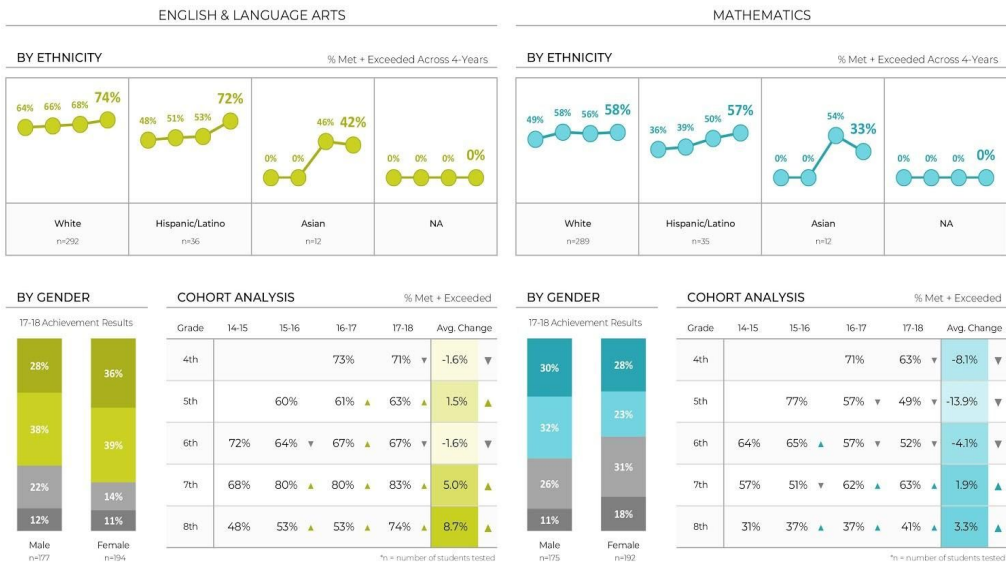 ENGLISH & LANGUAGE ARTS
BY ETHNICITY % Met + Exceeded Across 4-Years
64% 66% 68% 74%
48% 51% 53% 72%
0% 0% 46% 42%
0% 0% 0% 0%
White Hispanic/Latino Asian NA
n=292 n=36 n=12
BY GENDER
17-18 Achievement Results
28% 36%
38% 39%
22% 14%
12% 11%
Male Female
n=177 n=194
COHORT ANALYSIS % Met + Exceeded
Grade 14-15 15-16 16-17 17-18 Avg. Change
4th 73% 71% ▼ -1.6% ▼
5th 60% 61% ▲ 63% ▲ 1.5% ▲
6th 72% 64% ▼ 67% ▲ 67% ▼ -1.6% ▼
7th 68% 80% ▲ 80% ▲ 83% ▲ 5.0% ▲
8th 48% 53% ▲ 53% ▲ 74% ▲ 8.7% ▲
*n = number of students tested
MATHEMATICS
BY ETHNICITY % Met + Exceeded Across 4-Years
49% 58% 56% 58%
36% 39% 50% 57%
0% 0% 54% 33%
0% 0% 0% 0%
White Hispanic/Latino Asian NA
n=289 n=35 n=12
BY GENDER
17-18 Achievement Results
30% 28%
32% 23%
26% 31%
11% 18%
Male Female
n=175 n=192
COHORT ANALYSIS % Met + Exceeded
Grade 14-15 15-16 16-17 17-18 Avg. Change
4th 71% 63% ▼ -8.1% ▼
5th 77% 57% ▼ 49% ▼ -13.9% ▼
6th 64% 65% ▲ 57% ▼ 52% ▼ -4.1% ▼
7th 57% 51% ▼ 62% ▲ 63% ▲ 1.9% ▲
8th 31% 37% ▲ 37% ▲ 41% ▲ 3.3% ▲
*n = number of students tested